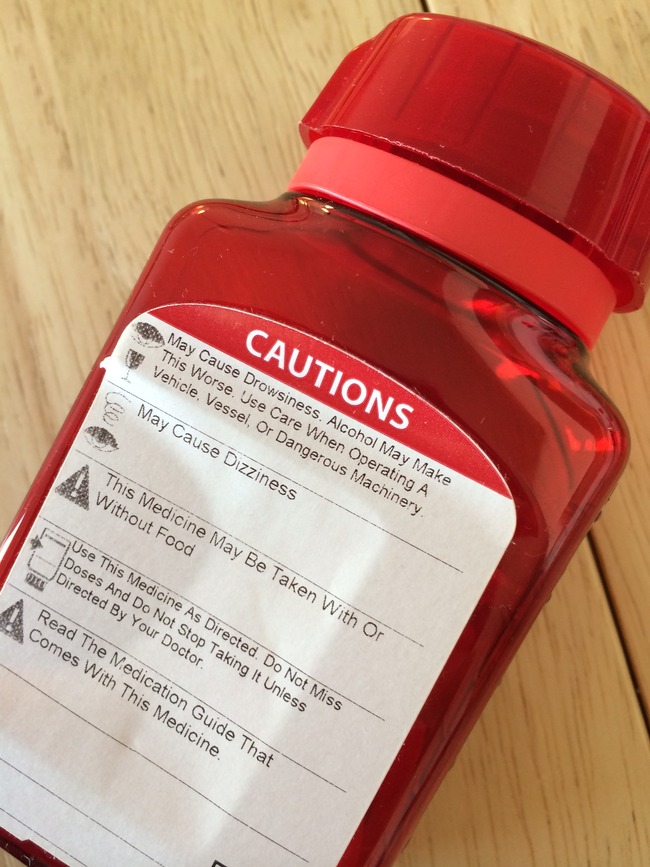 CAUTIONS
May Cause Drowsiness. Alcohol May Make
This Worse. Use Care When Operating A
Vehicle, Vessel, Or Dangerous Machinery.
May Cause Dizziness
This Medicine May Be Taken With Or
Without Food
Use This Medicine As Directed. Do Not Miss
Doses And Do Not Stop Taking It Unless
Directed By Your Doctor.
Read The Medication Guide That
Comes With This Medicine.